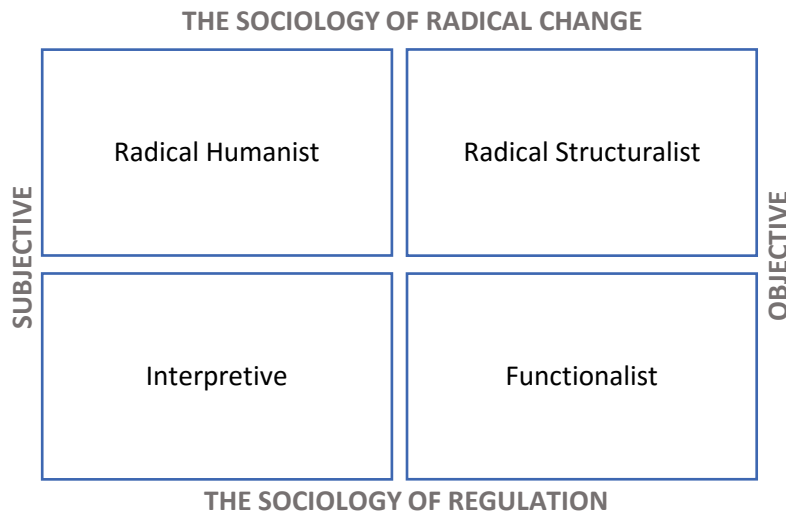 THE SOCIOLOGY OF RADICAL CHANGE
Radical Humanist
Radical Structuralist
SUBJECTIVE
OBJECTIVE
Interpretive
Functionalist
THE SOCIOLOGY OF REGULATION